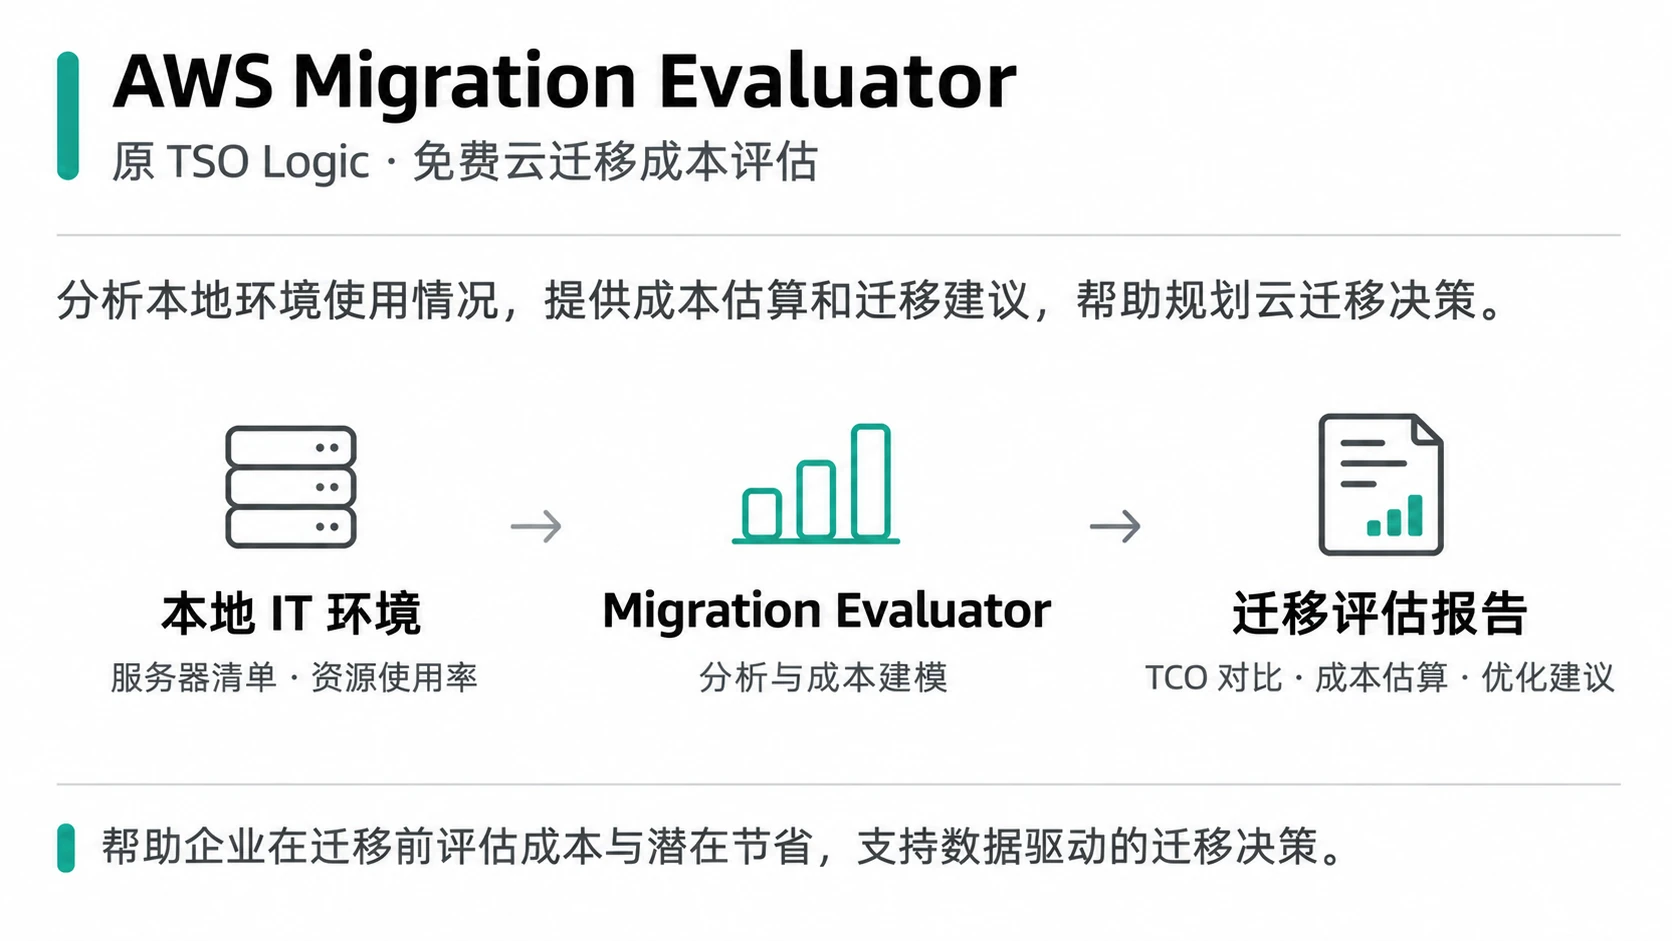 AWS Migration Evaluator
原 TSO Logic · 免费云迁移成本评估
分析本地环境使用情况，提供成本估算和迁移建议，帮助规划云迁移决策。
本地 IT 环境
服务器清单 · 资源使用率
Migration Evaluator
分析与成本建模
迁移评估报告
TCO 对比 · 成本估算 · 优化建议
帮助企业在迁移前评估成本与潜在节省，支持数据驱动的迁移决策。